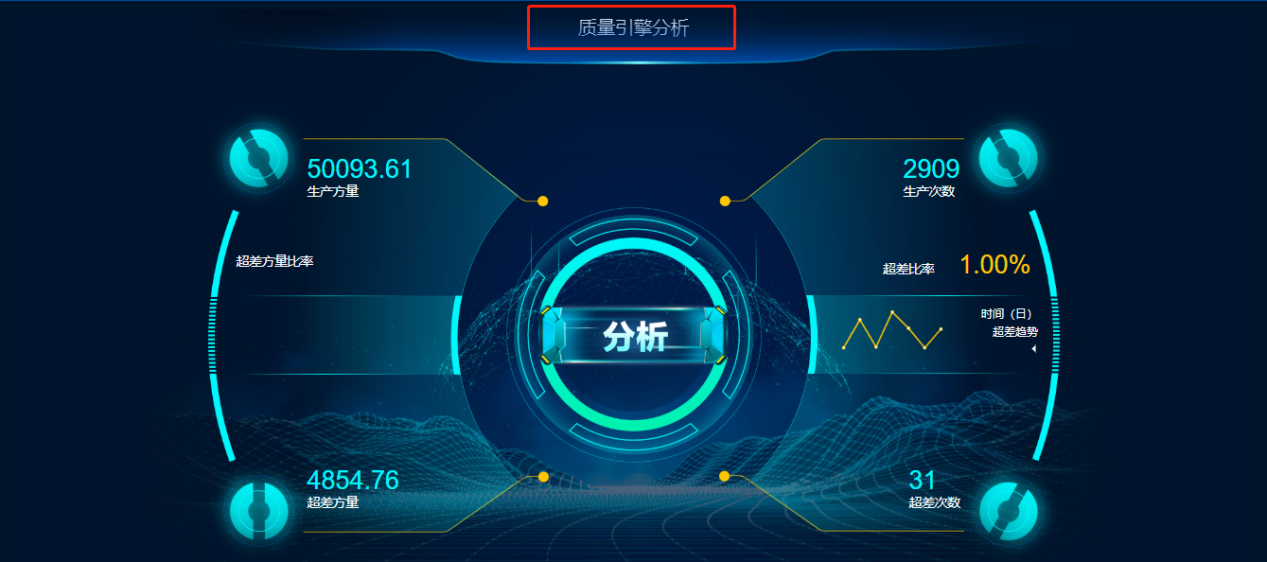 质量引擎分析
50093.61
生产方量
2909
生产次数
超差方量比率
超差比率 1.00%
分析
时间（日）
超差趋势
4854.76
超差方量
31
超差次数